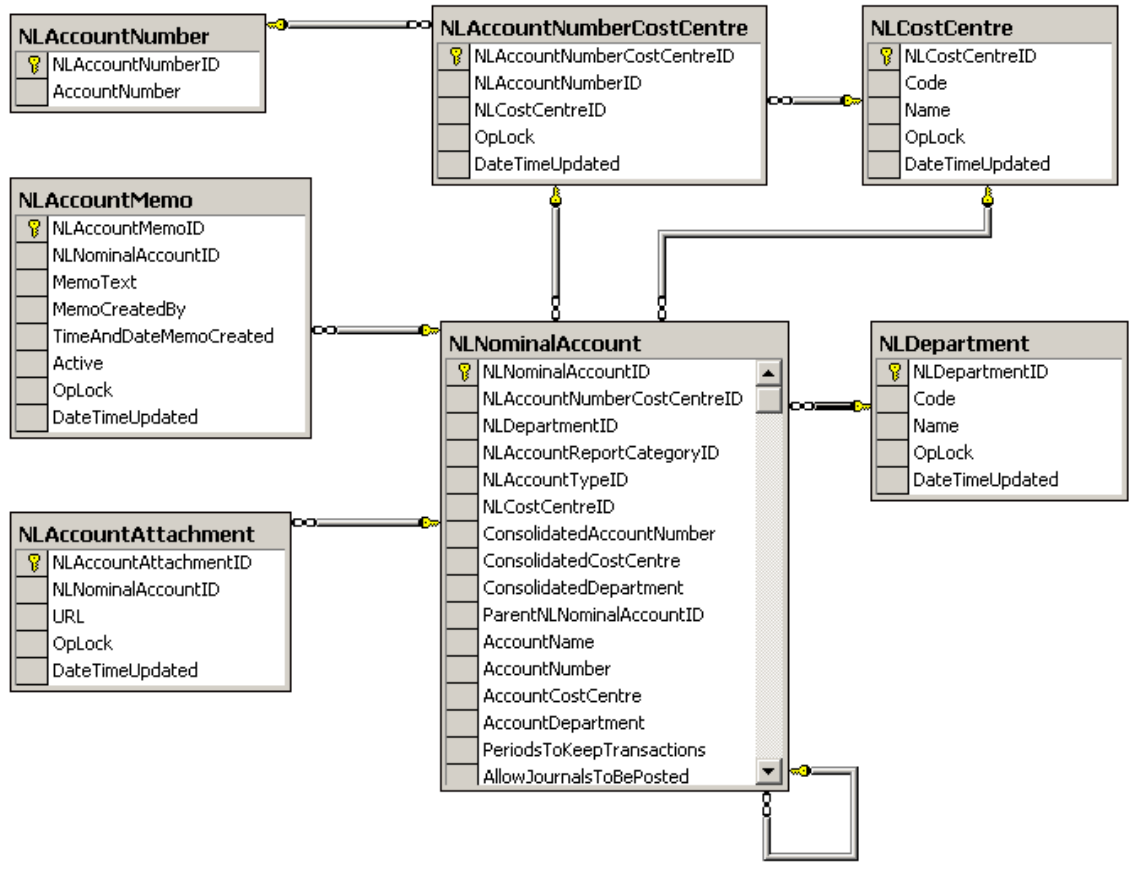 NLAccountNumber
NLAccountNumberID
AccountNumber
NLAccountNumberCostCentre
NLAccountNumberCostCentreID
NLAccountNumberID
NLCostCentreID
OpLock
DateTimeUpdated
NLCostCentre
NLCostCentreID
Code
Name
OpLock
DateTimeUpdated
NLAccountMemo
NLAccountMemoID
NLNominalAccountID
MemoText
MemoCreatedBy
TimeAndDateMemoCreated
Active
OpLock
DateTimeUpdated
NLNominalAccount
NLNominalAccountID
NLAccountNumberCostCentreID
NLDepartmentID
NLAccountReportCategoryID
NLAccountTypeID
NLCostCentreID
ConsolidatedAccountNumber
ConsolidatedCostCentre
ConsolidatedDepartment
ParentNLNominalAccountID
AccountName
AccountNumber
AccountCostCentre
AccountDepartment
PeriodsToKeepTransactions
AllowJournalsToBePosted
NLDepartment
NLDepartmentID
Code
Name
OpLock
DateTimeUpdated
NLAccountAttachment
NLAccountAttachmentID
NLNominalAccountID
URL
OpLock
DateTimeUpdated